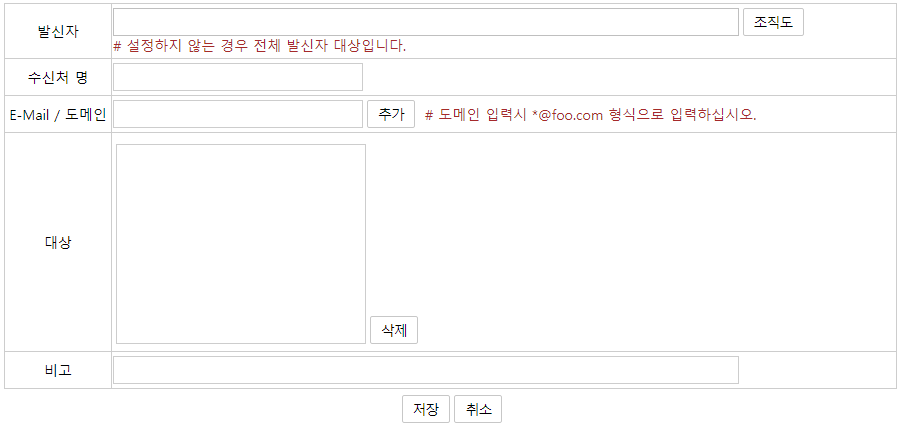 발신자 조직도
# 설정하지 않는 경우 전체 발신자 대상입니다.
수신처 명
E-Mail / 도메인 추가 # 도메인 입력시 *@foo.com 형식으로 입력하십시오.
대상
삭제
비고
저장 취소